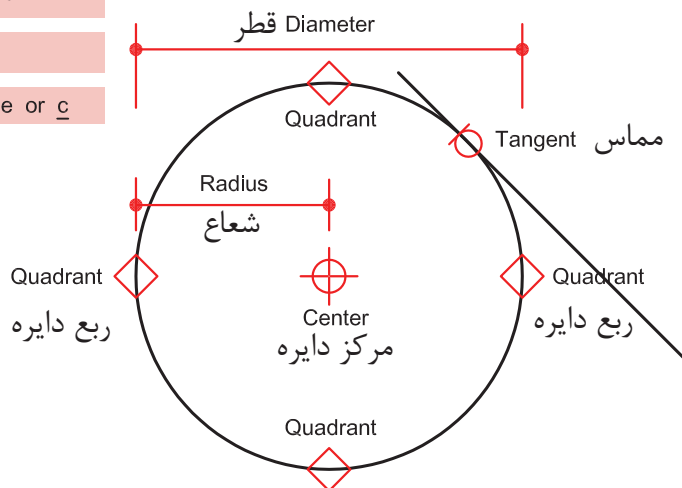 قطر Diameter
e or c
Quadrant
Tangent مماس
Radius
شعاع
Quadrant
Quadrant
ربع دایره
ربع دایره
Center
مرکز دایره
Quadrant